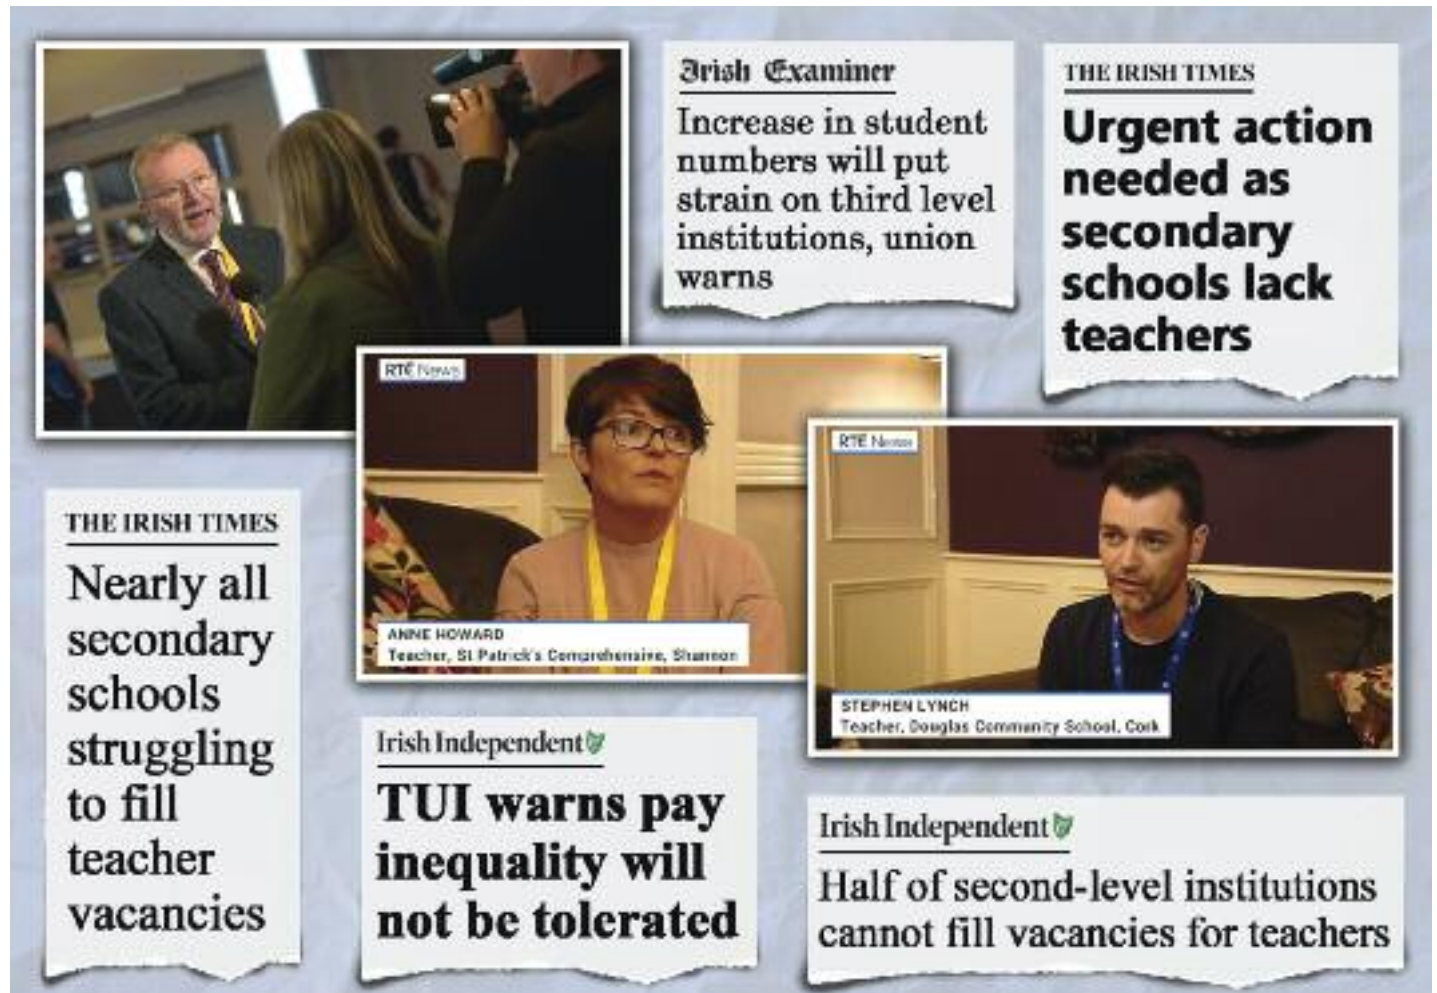 Irish Examiner
Increase in student
numbers will put
strain on third level
institutions, union
warns
THE IRISH TIMES
Urgent action
needed as
secondary
schools lack
teachers
RTÉ News
ANNE HOWARD
Teacher, St Patrick's Comprehensive, Shannon
RTÉ News
STEPHEN LYNCH
Teacher, Douglas Community School, Cork
THE IRISH TIMES
Nearly all
secondary
schools
struggling
to fill
teacher
vacancies
Irish Independent
TUI warns pay
inequality will
not be tolerated
Irish Independent
Half of second-level institutions
cannot fill vacancies for teachers